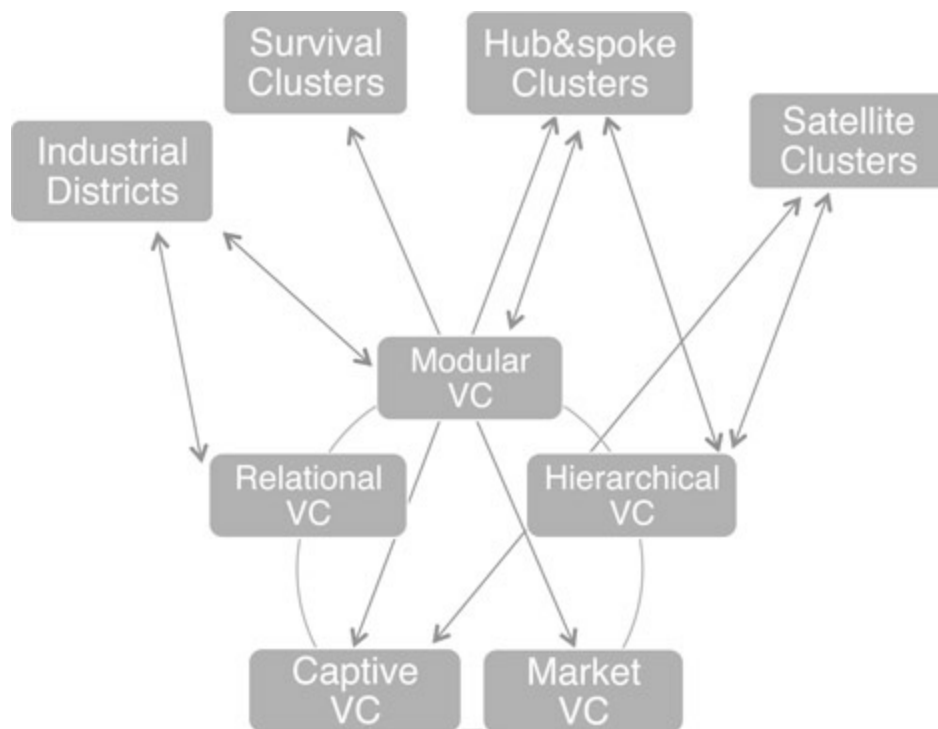 Survival
Clusters
Hub&spoke
Clusters
Satellite
Clusters
Industrial
Districts
Modular
VC
Relational
VC
Hierarchical
VC
Captive
VC
Market
VC